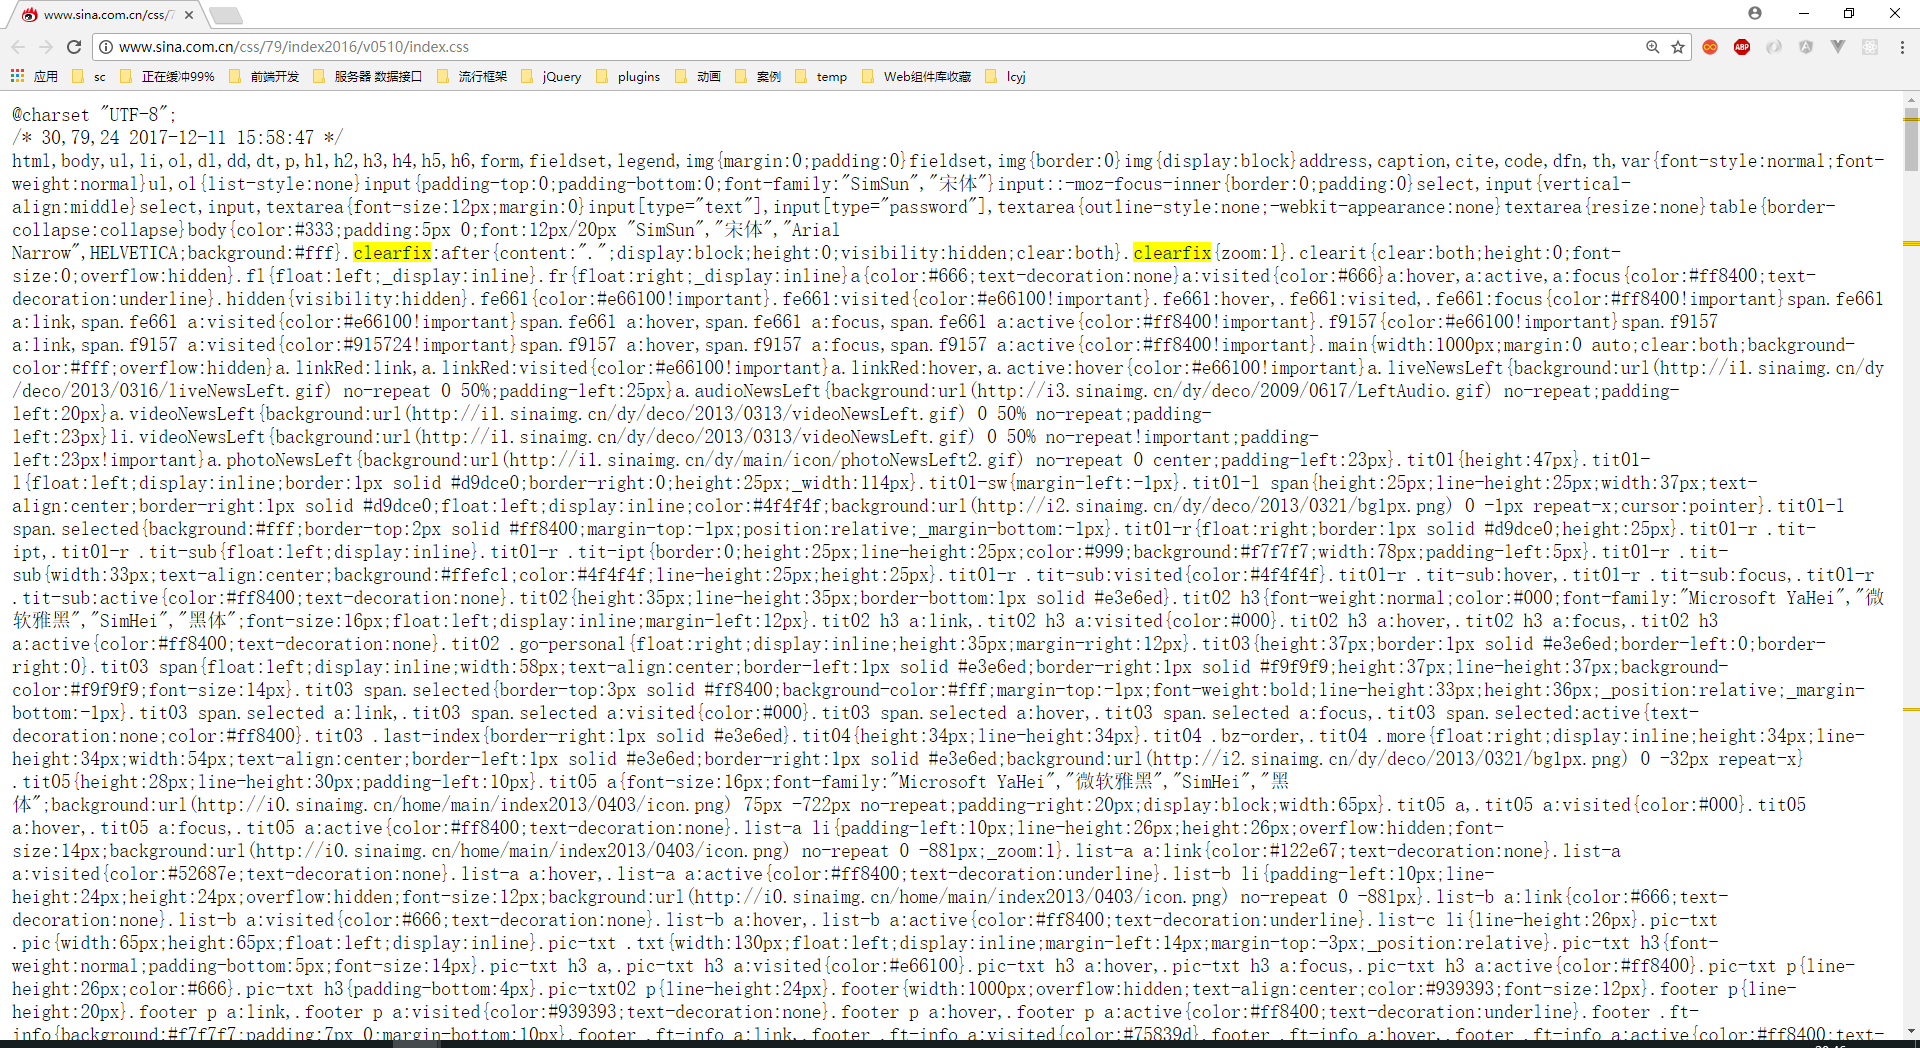 www.sina.com.cn/css/7
www.sina.com.cn/css/79/index2016/v0510/index.css
ABP
应用 sc 正在缓冲99% 前端开发 服务器 数据接口 流行框架 jQuery plugins 动画 案例 temp Web组件库收藏 lcyj
@charset "UTF-8";
/* 30,79,24 2017-12-11 15:58:47 */
html,body,ul,li,ol,dl,dd,dt,p,h1,h2,h3,h4,h5,h6,form,fieldset,legend,img{margin:0;padding:0}fieldset,img{border:0}img{display:block}address,caption,cite,code,dfn,th,var{font-style:normal;font-
weight:normal}ul,ol{list-style:none}input{padding-top:0;padding-bottom:0;font-family:"SimSun","宋体"}input::-moz-focus-inner{border:0;padding:0}select,input{vertical-
align:middle}select,input,textarea{font-size:12px;margin:0}input[type="text"],input[type="password"],textarea{outline-style:none;-webkit-appearance:none}textarea{resize:none}table{border-
collapse:collapse}body{color:#333;padding:5px 0;font:12px/20px "SimSun","宋体","Arial
Narrow",HELVETICA;background:#fff}.clearfix:after{content:".";display:block;height:0;visibility:hidden;clear:both}.clearfix{zoom:1}.clearit{clear:both;height:0;font-
size:0;overflow:hidden}.fl{float:left;_display:inline}.fr{float:right;_display:inline}a{color:#666;text-decoration:none}a:visited{color:#666}a:hover,a:active,a:focus{color:#ff8400;text-
decoration:underline}.hidden{visibility:hidden}.fe661{color:#e66100!important}.fe661:visited{color:#e66100!important}.fe661:hover,.fe661:visited,.fe661:focus{color:#ff8400!important}span.fe661
a:link,span.fe661 a:visited{color:#e66100!important}span.fe661 a:hover,span.fe661 a:focus,span.fe661 a:active{color:#ff8400!important}.f9157{color:#e66100!important}span.f9157
a:link,span.f9157 a:visited{color:#915724!important}span.f9157 a:hover,span.f9157 a:focus,span.f9157 a:active{color:#ff8400!important}.main{width:1000px;margin:0 auto;clear:both;background-
color:#fff;overflow:hidden}a.linkRed:link,a.linkRed:visited{color:#e66100!important}a.linkRed:hover,a.active:hover{color:#e66100!important}a.liveNewsLeft{background:url(http://i1.sinaimg.cn/dy
/deco/2013/0316/liveNewsLeft.gif) no-repeat 0 50%;padding-left:25px}a.audioNewsLeft{background:url(http://i3.sinaimg.cn/dy/deco/2009/0617/LeftAudio.gif) no-repeat;padding-
left:20px}a.videoNewsLeft{background:url(http://i1.sinaimg.cn/dy/deco/2013/0313/videoNewsLeft.gif) 0 50% no-repeat;padding-
left:23px}li.videoNewsLeft{background:url(http://i1.sinaimg.cn/dy/deco/2013/0313/videoNewsLeft.gif) 0 50% no-repeat!important;padding-
left:23px!important}a.photoNewsLeft{background:url(http://i1.sinaimg.cn/dy/main/icon/photoNewsLeft2.gif) no-repeat 0 center;padding-left:23px}.tit01{height:47px}.tit01-
l{float:left;display:inline;border:1px solid #d9dce0;border-right:0;height:25px;_width:114px}.tit01-sw{margin-left:-1px}.tit01-l span{height:25px;line-height:25px;width:37px;text-
align:center;border-right:1px solid #d9dce0;float:left;display:inline;color:#4f4f4f;background:url(http://i2.sinaimg.cn/dy/deco/2013/0321/bg1px.png) 0 -1px repeat-x;cursor:pointer}.tit01-l
span.selected{background:#fff;border-top:2px solid #ff8400;margin-top:-1px;position:relative;_margin-bottom:-1px}.tit01-r{float:right;border:1px solid #d9dce0;height:25px}.tit01-r .tit-
ipt,.tit01-r .tit-sub{float:left;display:inline}.tit01-r .tit-ipt{border:0;height:25px;line-height:25px;color:#999;background:#f7f7f7;width:78px;padding-left:5px}.tit01-r .tit-
sub{width:33px;text-align:center;background:#ffefc1;color:#4f4f4f;line-height:25px;height:25px}.tit01-r .tit-sub:visited{color:#4f4f4f}.tit01-r .tit-sub:hover,.tit01-r .tit-sub:focus,.tit01-r
.tit-sub:active{color:#ff8400;text-decoration:none}.tit02{height:35px;line-height:35px;border-bottom:1px solid #e3e6ed}.tit02 h3{font-weight:normal;color:#000;font-family:"Microsoft YaHei","微
软雅黑","SimHei","黑体";font-size:16px;float:left;display:inline;margin-left:12px}.tit02 h3 a:link,.tit02 h3 a:visited{color:#000}.tit02 h3 a:hover,.tit02 h3 a:focus,.tit02 h3
a:active{color:#ff8400;text-decoration:none}.tit02 .go-personal{float:right;display:inline;height:35px;margin-right:12px}.tit03{height:37px;border:1px solid #e3e6ed;border-left:0;border-
right:0}.tit03 span{float:left;display:inline;width:58px;text-align:center;border-left:1px solid #e3e6ed;border-right:1px solid #f9f9f9;height:37px;line-height:37px;background-
color:#f9f9f9;font-size:14px}.tit03 span.selected{border-top:3px solid #ff8400;background-color:#fff;margin-top:-1px;font-weight:bold;line-height:33px;height:36px;_position:relative;_margin-
bottom:-1px}.tit03 span.selected a:link,.tit03 span.selected a:visited{color:#000}.tit03 span.selected a:hover,.tit03 span.selected a:focus,.tit03 span.selected:active{text-
decoration:none;color:#ff8400}.tit03 .last-index{border-right:1px solid #e3e6ed}.tit04{height:34px;line-height:34px}.tit04 .bz-order,.tit04 .more{float:right;display:inline;height:34px;line-
height:34px;width:54px;text-align:center;border-left:1px solid #e3e6ed;border-right:1px solid #e3e6ed;background:url(http://i2.sinaimg.cn/dy/deco/2013/0321/bg1px.png) 0 -32px repeat-x}
.tit05{height:28px;line-height:30px;padding-left:10px}.tit05 a{font-size:16px;font-family:"Microsoft YaHei","微软雅黑","SimHei","黑
体";background:url(http://i0.sinaimg.cn/home/main/index2013/0403/icon.png) 75px -722px no-repeat;padding-right:20px;display:block;width:65px}.tit05 a,.tit05 a:visited{color:#000}.tit05
a:hover,.tit05 a:focus,.tit05 a:active{color:#ff8400;text-decoration:none}.list-a li{padding-left:10px;line-height:26px;height:26px;overflow:hidden;font-
size:14px;background:url(http://i0.sinaimg.cn/home/main/index2013/0403/icon.png) no-repeat 0 -881px;_zoom:1}.list-a a:link{color:#122e67;text-decoration:none}.list-a
a:visited{color:#52687e;text-decoration:none}.list-a a:hover,.list-a a:active{color:#ff8400;text-decoration:underline}.list-b li{padding-left:10px;line-
height:24px;height:24px;overflow:hidden;font-size:12px;background:url(http://i0.sinaimg.cn/home/main/index2013/0403/icon.png) no-repeat 0 -881px}.list-b a:link{color:#666;text-
decoration:none}.list-b a:visited{color:#666;text-decoration:none}.list-b a:hover,.list-b a:active{color:#ff8400;text-decoration:underline}.list-c li{line-height:26px}.pic-txt
.pic{width:65px;height:65px;float:left;display:inline}.pic-txt .txt{width:130px;float:left;display:inline;margin-left:14px;margin-top:-3px;_position:relative}.pic-txt h3{font-
weight:normal;padding-bottom:5px;font-size:14px}.pic-txt h3 a,.pic-txt h3 a:visited{color:#e66100}.pic-txt h3 a:hover,.pic-txt h3 a:focus,.pic-txt h3 a:active{color:#ff8400}.pic-txt p{line-
height:26px;color:#666}.pic-txt h3{padding-bottom:4px}.pic-txt02 p{line-height:24px}.footer{width:1000px;overflow:hidden;text-align:center;color:#939393;font-size:12px}.footer p{line-
height:20px}.footer p a:link,.footer p a:visited{color:#939393;text-decoration:none}.footer p a:hover,.footer p a:active{color:#ff8400;text-decoration:underline}.footer .ft-
info{background:#f7f7f7;padding:7px 0;margin-bottom:10px}.footer .ft-info a:link,.footer .ft-info a:visited{color:#75839d}.footer .ft-info a:hover,.footer .ft-info a:active{color:#ff8400;text-